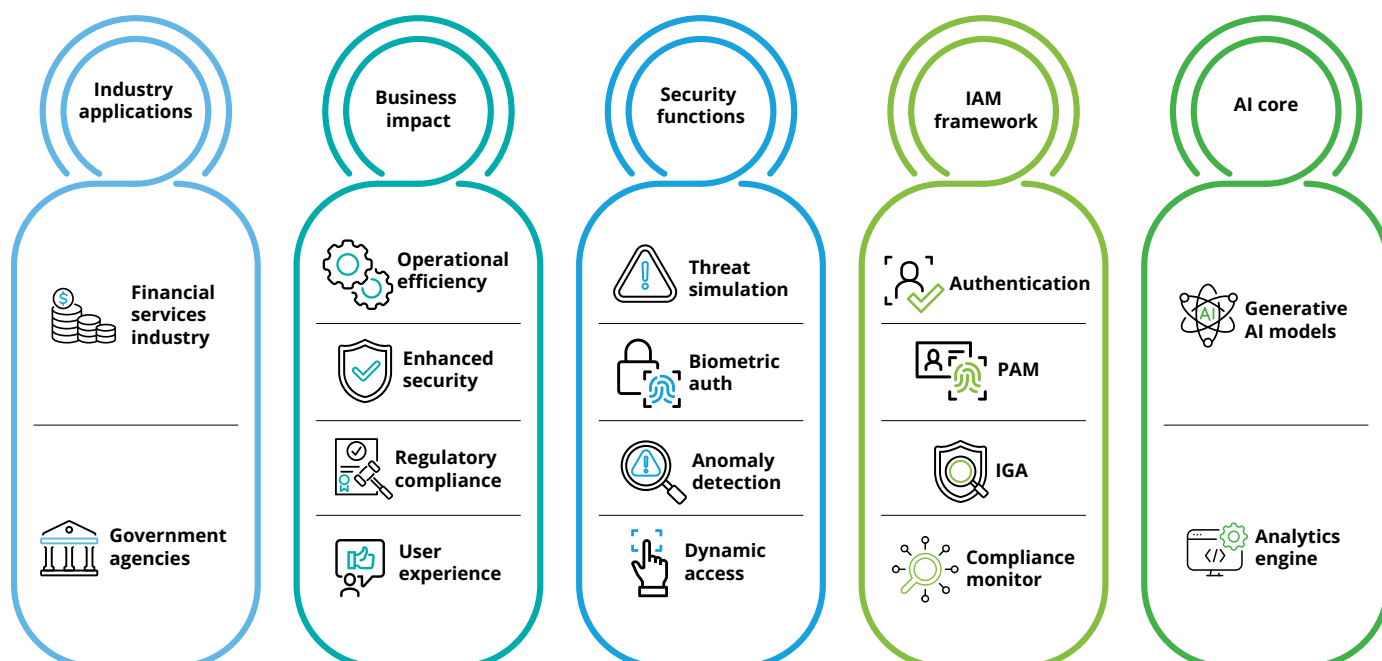 Industry
applications
Financial
services
industry
Government
agencies
Business
impact
Operational
efficiency
Enhanced
security
Regulatory
compliance
User
experience
Security
functions
Threat
simulation
Biometric
auth
Anomaly
detection
Dynamic
access
IAM
framework
Authentication
PAM
IGA
Compliance
monitor
AI core
AI
Generative
AI models
</>
Analytics
engine
$